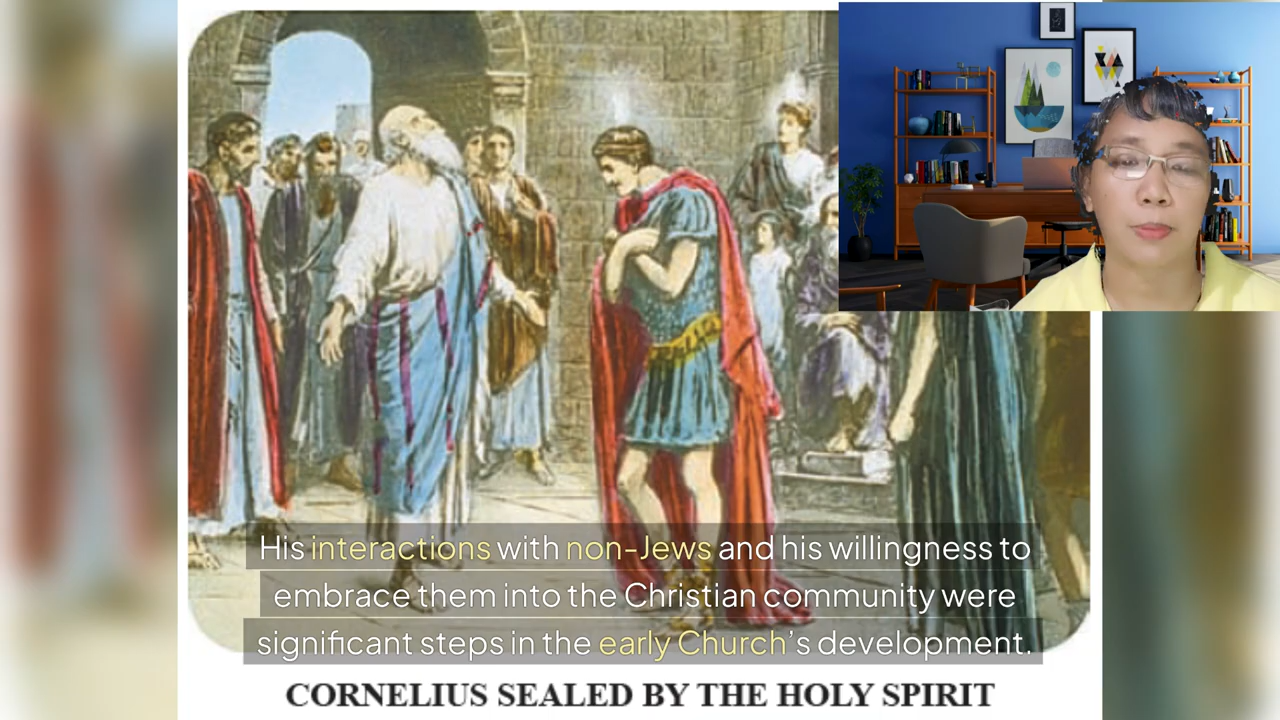 His interactions with non-Jews and his willingness to
embrace them into the Christian community were
significant steps in the early Church’s development.
CORNELIUS SEALED BY THE HOLY SPIRIT